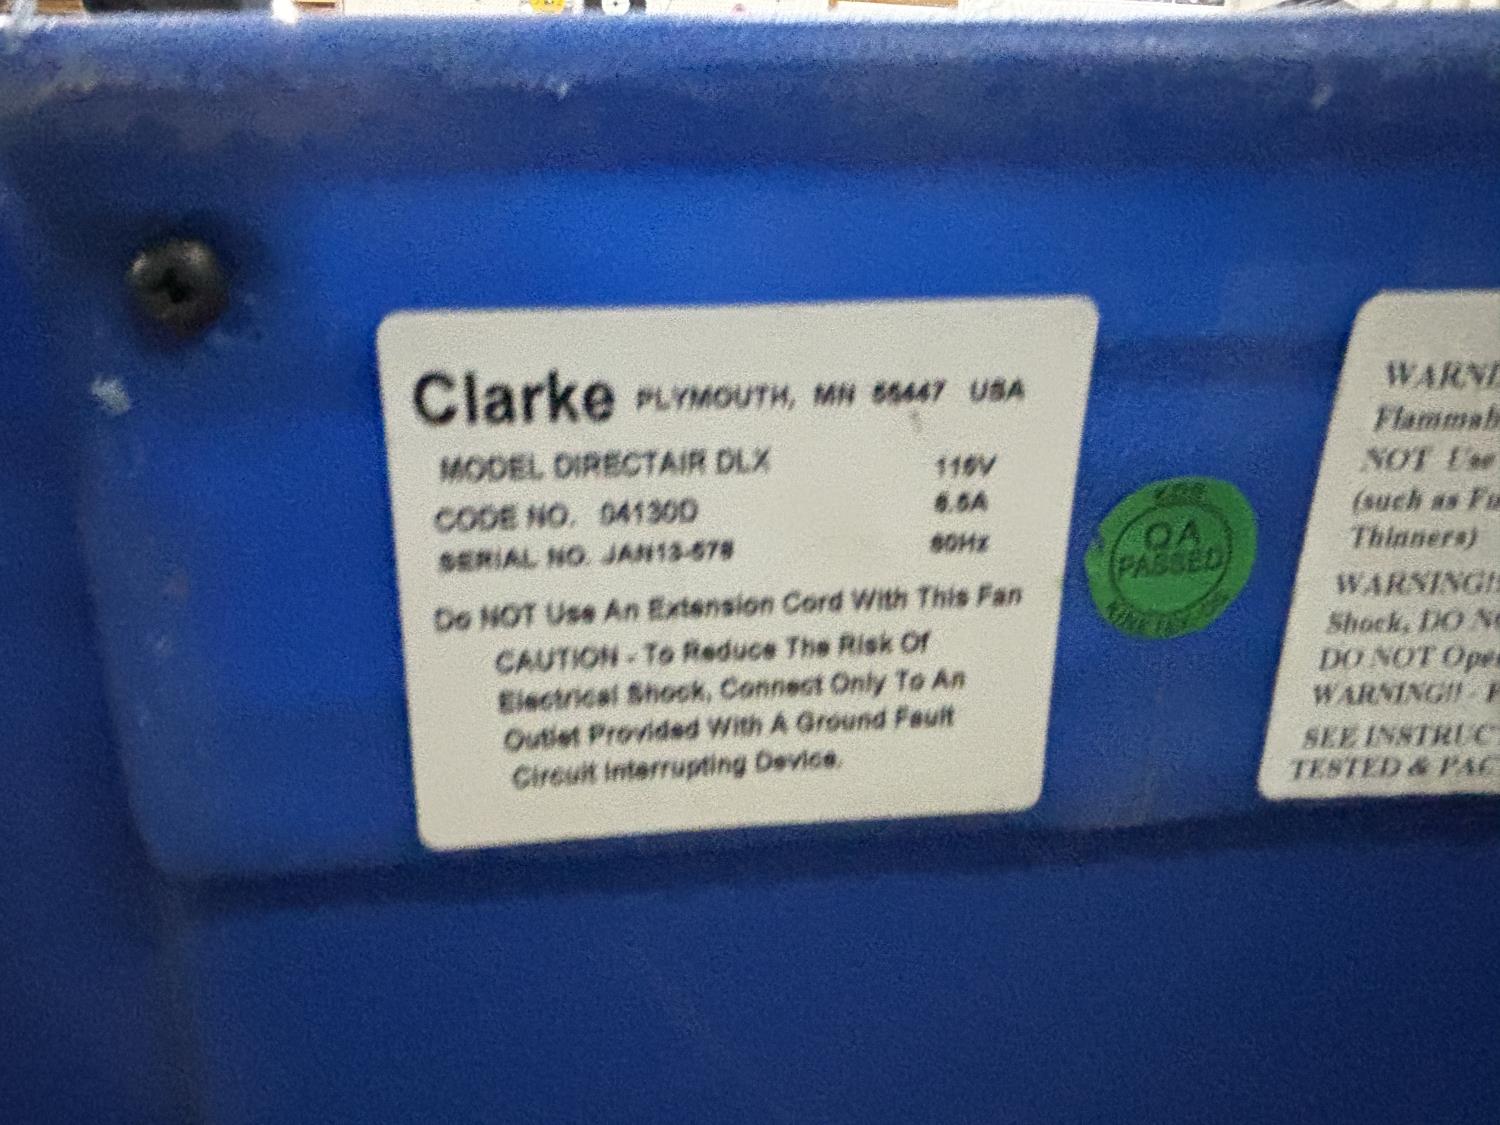 Clarke PLYMOUTH, MN 55447 USA
MODEL DIRECTAIR DLX 115V
CODE NO. 04130D 6.5A
SERIAL NO. JAN13-578 60Hz
Do NOT Use An Extension Cord With This Fan
CAUTION - To Reduce The Risk Of
Electrical Shock, Connect Only To An
Outlet Provided With A Ground Fault
Circuit Interrupting Device.
QA
PASSED
Flammab
NOT Use
(such as Fu
Thinners)
WARNING!!
Shock, DO NO
DO NOT Ope
WARNING!! -
SEE INSTRUC
TESTED & PAC